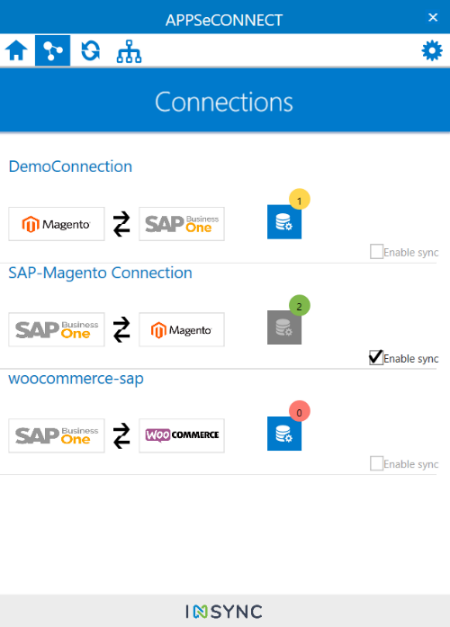 APPSeCONNECT
Connections
DemoConnection
1
Magento
SAP Business One
Enable sync
SAP-Magento Connection
2
SAP Business One
Magento
Enable sync
woocommerce-sap
0
SAP Business One
WOO COMMERCE
Enable sync
INSYNC